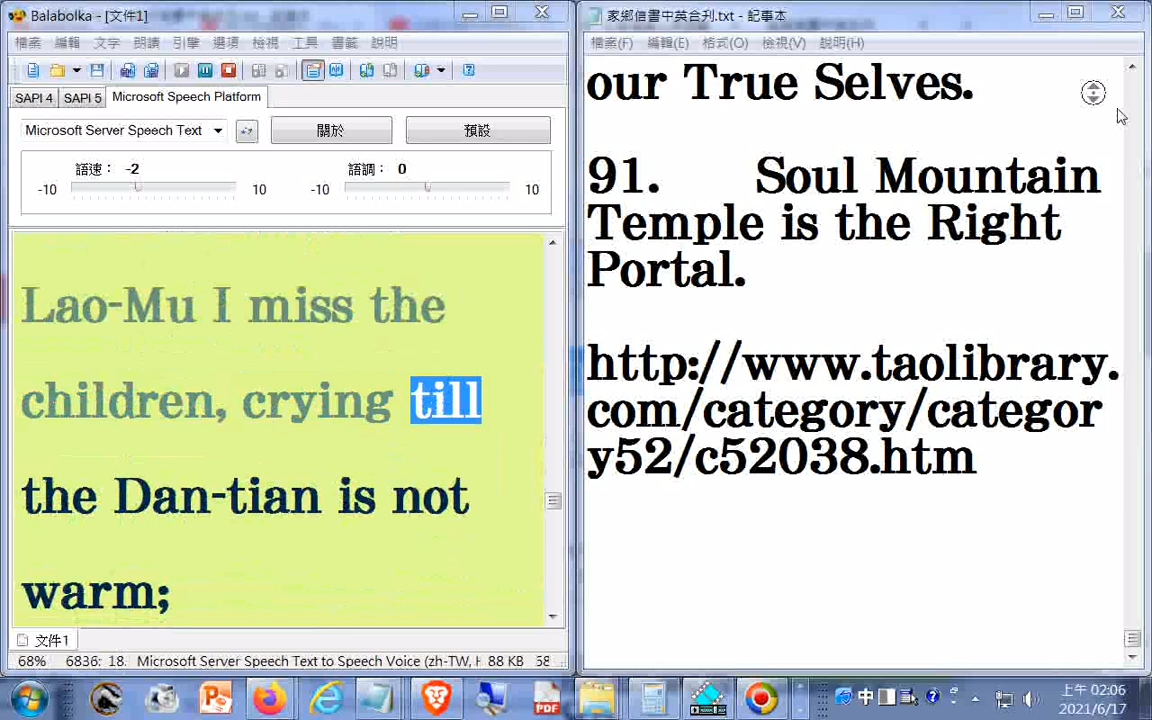 Balabolka - [文件1]
檔案 編輯 文字 朗讀 引擎 選項 檢視 工具 書籤 說明
SAPI 4 SAPI 5 Microsoft Speech Platform
Microsoft Server Speech Text 關於 預設
語速： -2 語調： 0
-10 10 -10 10
Lao-Mu I miss the
children, crying till
the Dan-tian is not
warm;
文件1
68% 6836: 18. Microsoft Server Speech Text to Speech Voice (zh-TW, H 88 KB 58
家鄉信書中英合刋.txt - 記事本
檔案(F) 編輯(E) 格式(O) 檢視(V) 說明(H)
our True Selves.
91. Soul Mountain
Temple is the Right
Portal.
http://www.taolibrary.
com/category/categor
y52/c52038.htm
中
上午 02:06
2021/6/17